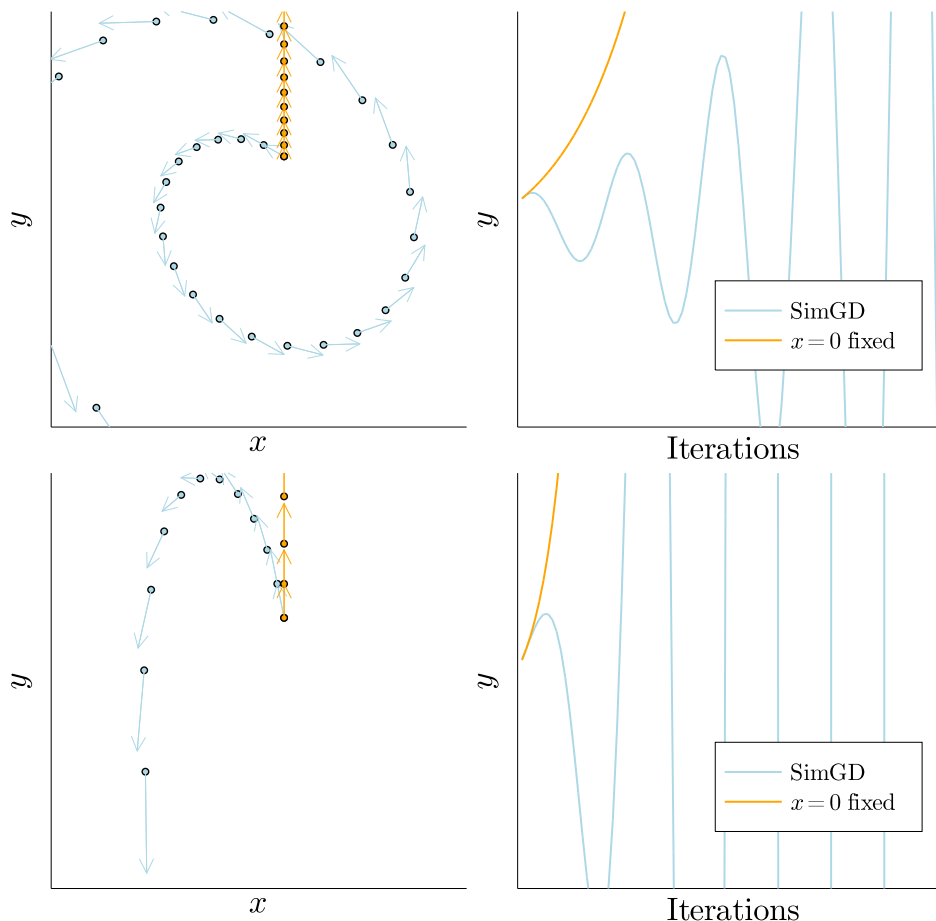 y
x
y
SimGD
x = 0 fixed
Iterations
y
x
y
SimGD
x = 0 fixed
Iterations